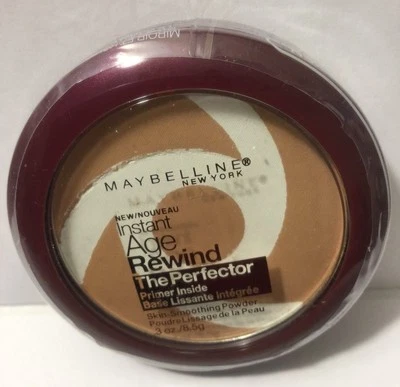 MIROIR
MAYBELLINE®
NEW YORK
NEW/NOUVEAU
Instant
Age
Rewind
The Perfector
Primer Inside
Base Lissante Intégrée
Skin-Smoothing Powder
Poudre Lissage de la Peau
.3 oz./8.5g